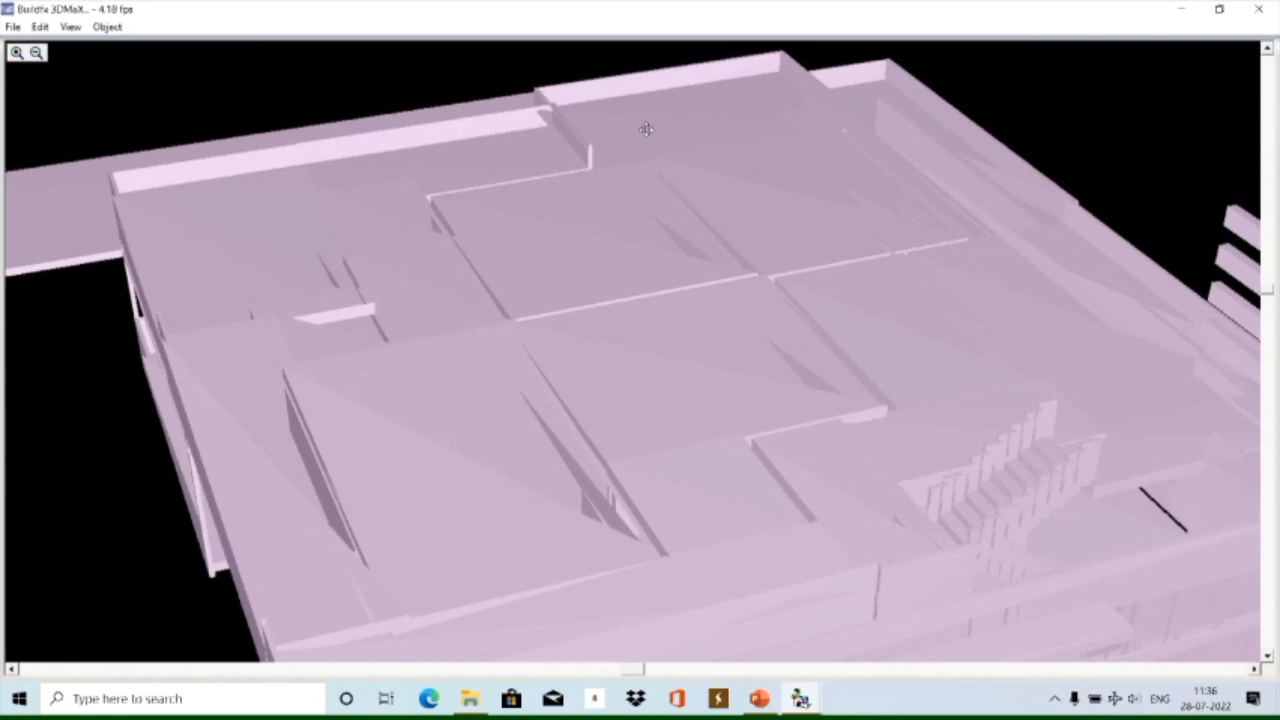 Buildfx 3DMaX... - 4.18 fps
File Edit View Object
Type here to search
ENG
11:36
28-07-2022